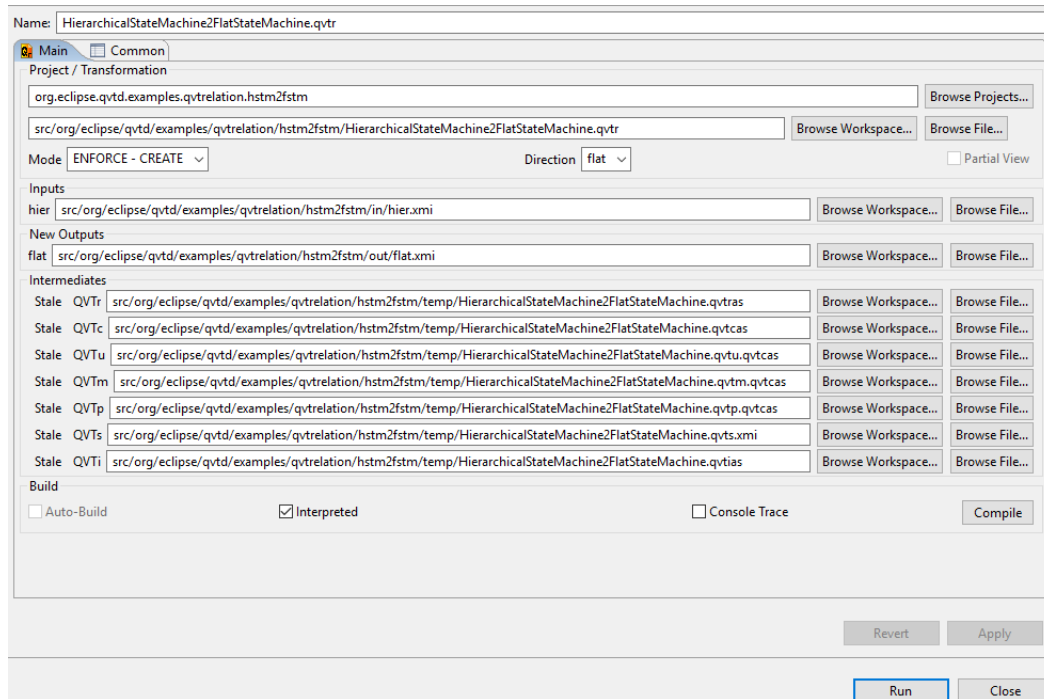 Name: HierarchicalStateMachine2FlatStateMachine.qvtr
Main Common
Project / Transformation
org.eclipse.qvtd.examples.qvtrelation.hstm2fstm Browse Projects...
src/org/eclipse/qvtd/examples/qvtrelation/hstm2fstm/HierarchicalStateMachine2FlatStateMachine.qvtr Browse Workspace... Browse File...
Mode ENFORCE - CREATE Direction flat Partial View
Inputs
hier src/org/eclipse/qvtd/examples/qvtrelation/hstm2fstm/in/hier.xmi Browse Workspace... Browse File...
New Outputs
flat src/org/eclipse/qvtd/examples/qvtrelation/hstm2fstm/out/flat.xmi Browse Workspace... Browse File...
Intermediates
Stale QVTr src/org/eclipse/qvtd/examples/qvtrelation/hstm2fstm/temp/HierarchicalStateMachine2FlatStateMachine.qvtras Browse Workspace... Browse File...
Stale QVTc src/org/eclipse/qvtd/examples/qvtrelation/hstm2fstm/temp/HierarchicalStateMachine2FlatStateMachine.qvtcas Browse Workspace... Browse File...
Stale QVTu src/org/eclipse/qvtd/examples/qvtrelation/hstm2fstm/temp/HierarchicalStateMachine2FlatStateMachine.qvtu.qvtcas Browse Workspace... Browse File...
Stale QVTm src/org/eclipse/qvtd/examples/qvtrelation/hstm2fstm/temp/HierarchicalStateMachine2FlatStateMachine.qvtm.qvtcas Browse Workspace... Browse File...
Stale QVTp src/org/eclipse/qvtd/examples/qvtrelation/hstm2fstm/temp/HierarchicalStateMachine2FlatStateMachine.qvtp.qvtcas Browse Workspace... Browse File...
Stale QVTs src/org/eclipse/qvtd/examples/qvtrelation/hstm2fstm/temp/HierarchicalStateMachine2FlatStateMachine.qvts.xmi Browse Workspace... Browse File...
Stale QVTi src/org/eclipse/qvtd/examples/qvtrelation/hstm2fstm/temp/HierarchicalStateMachine2FlatStateMachine.qvtias Browse Workspace... Browse File...
Build
Auto-Build Interpreted Console Trace Compile
Revert Apply
Run Close